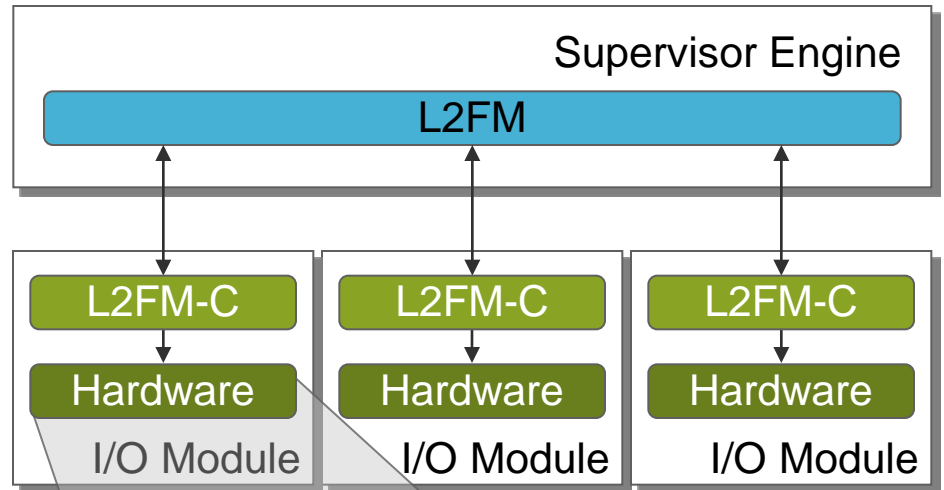 Supervisor Engine
L2FM
L2FM-C
L2FM-C
L2FM-C
Hardware
Hardware
Hardware
I/O Module
I/O Module
I/O Module